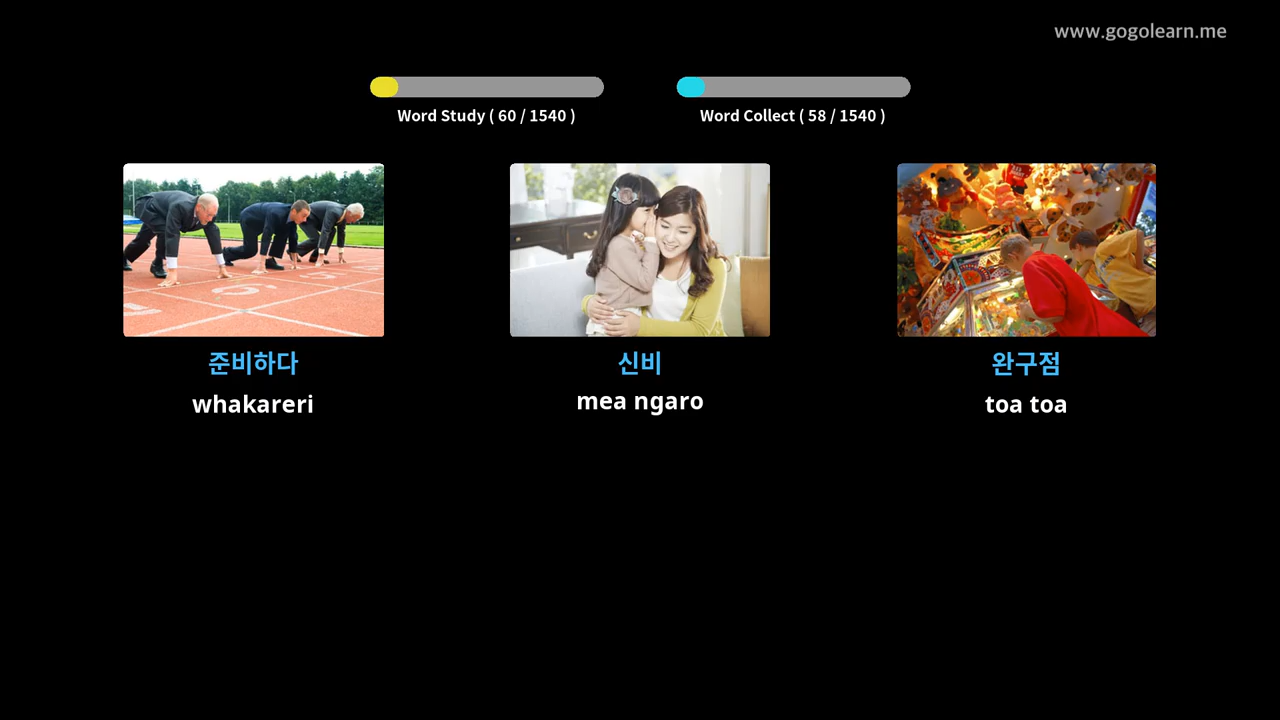 www.gogolearn.me
Word Study ( 60 / 1540 )
Word Collect ( 58 / 1540 )
준비하다
신비
완구점
whakareri
mea ngaro
toa toa